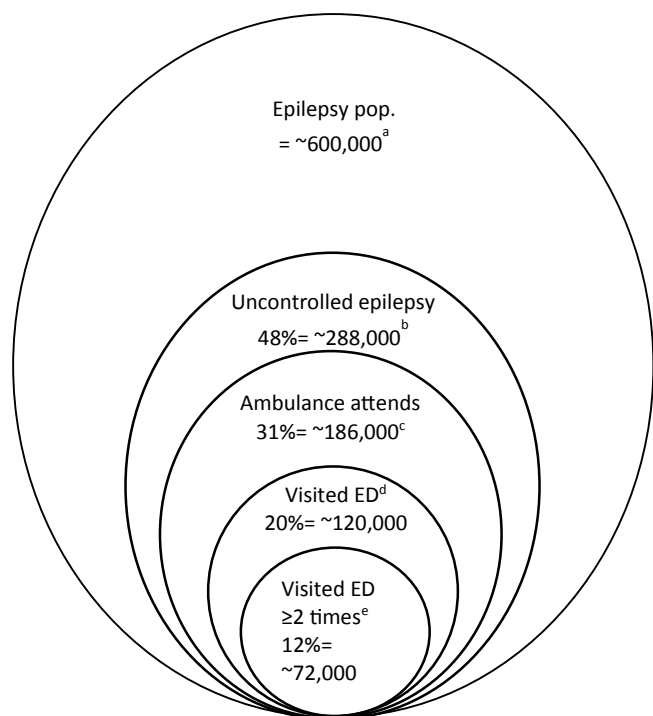 Epilepsy pop.
= ~600,000ᵃ
Uncontrolled epilepsy
48%= ~288,000ᵇ
Ambulance attends
31%= ~186,000ᶜ
Visited EDᵈ
20%= ~120,000
Visited ED
≥2 timesᵉ
12%=
~72,000